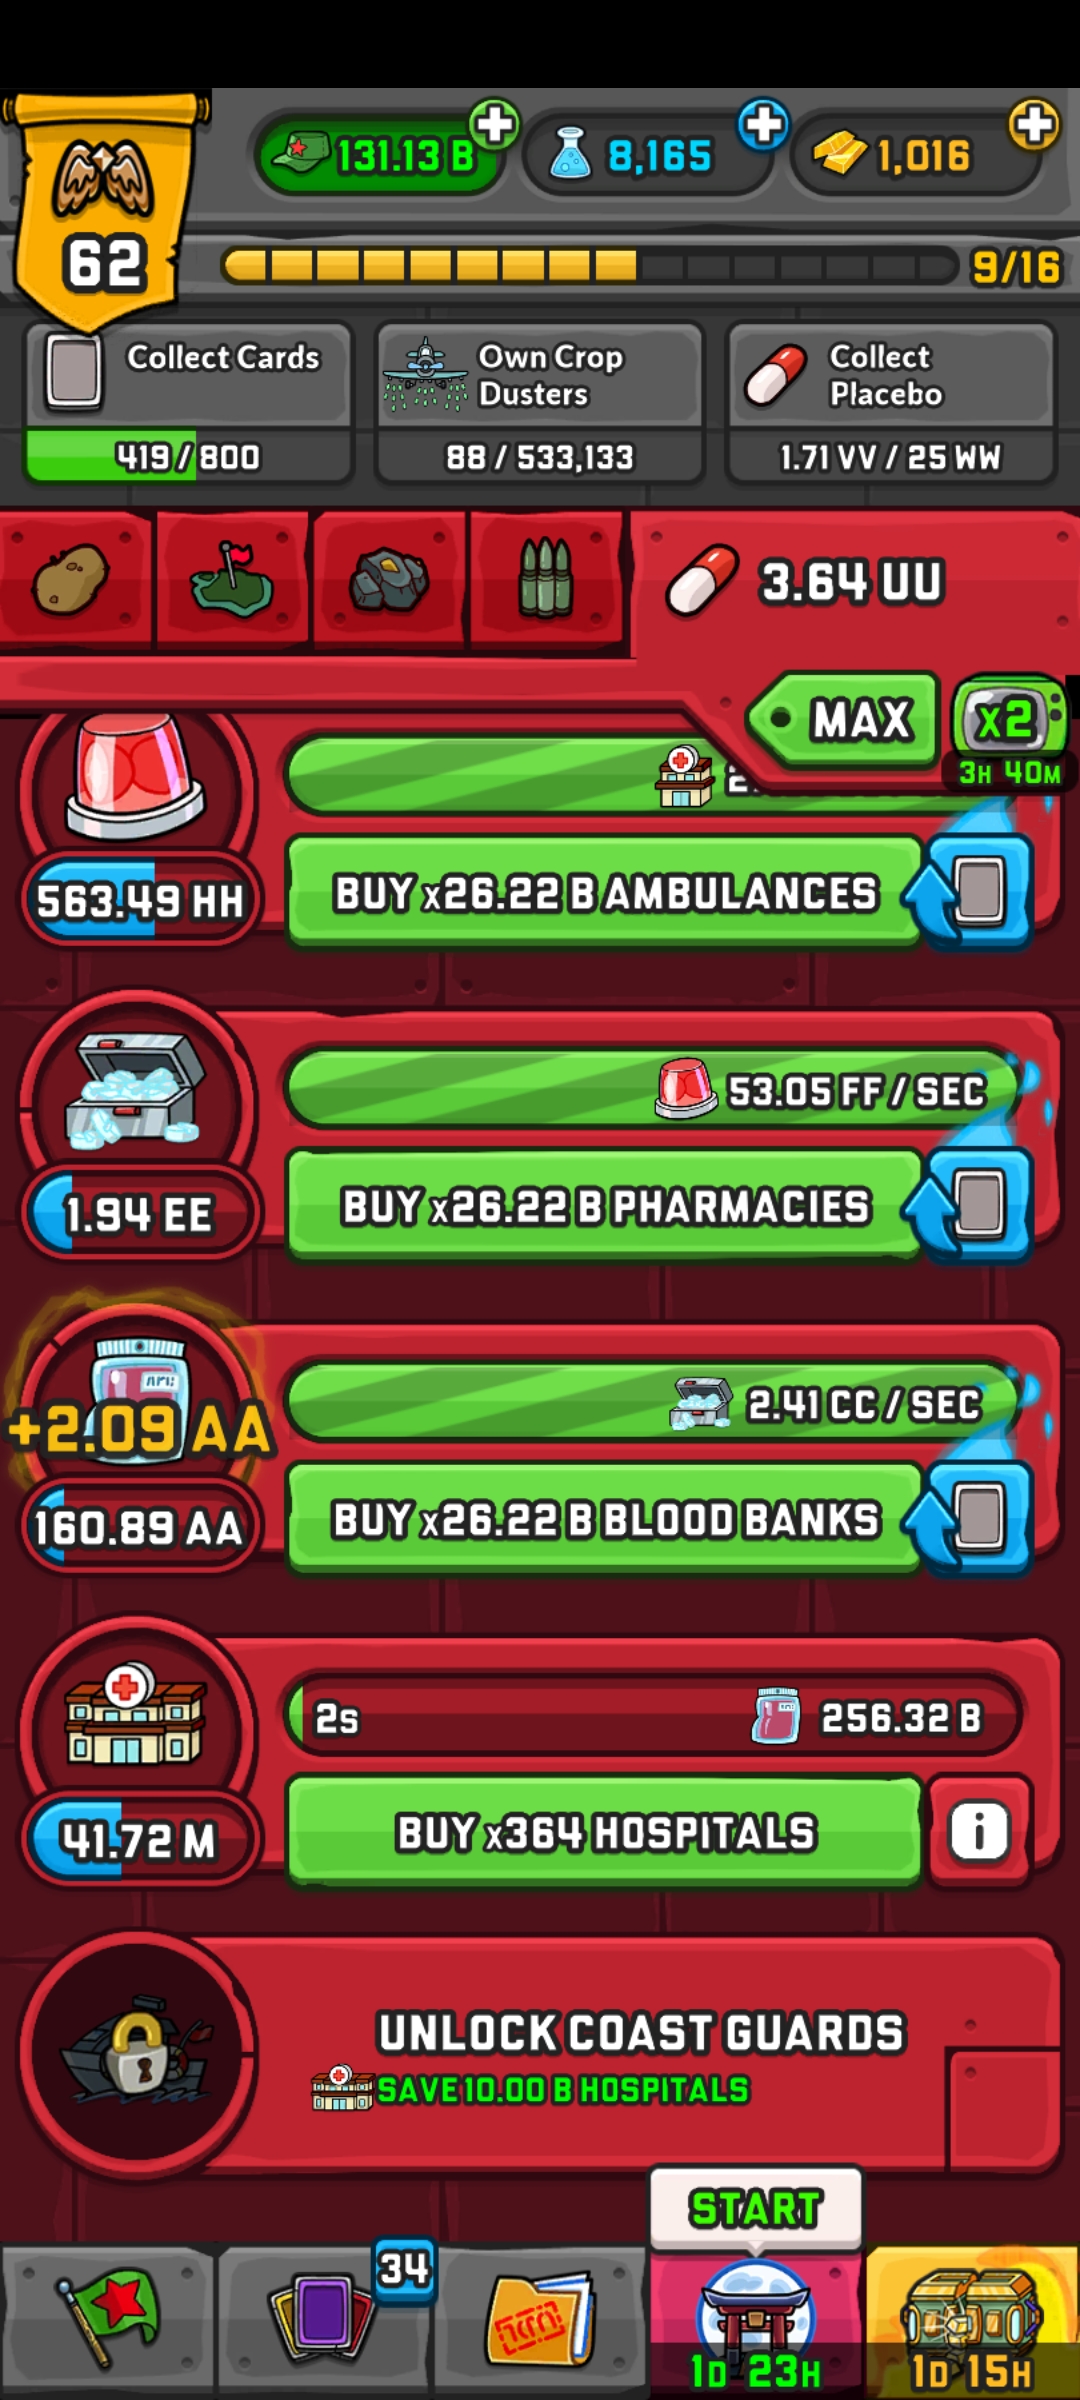 131.13 B
8,165
1,016
62
9/16
Collect Cards
419 / 800
Own Crop
Dusters
88 / 533,133
Collect
Placebo
1.71 VV / 25 WW
3.64 UU
MAX
x2
3H 40M
563.49 HH
BUY x26.22 B AMBULANCES
53.05 FF / SEC
1.94 EE
BUY x26.22 B PHARMACIES
+2.09 AA
2.41 CC / SEC
160.89 AA
BUY x26.22 B BLOOD BANKS
2S
256.32 B
41.72 M
BUY x364 HOSPITALS
i
UNLOCK COAST GUARDS
SAVE 10.00 B HOSPITALS
START
34
1D 23H
1D 15H